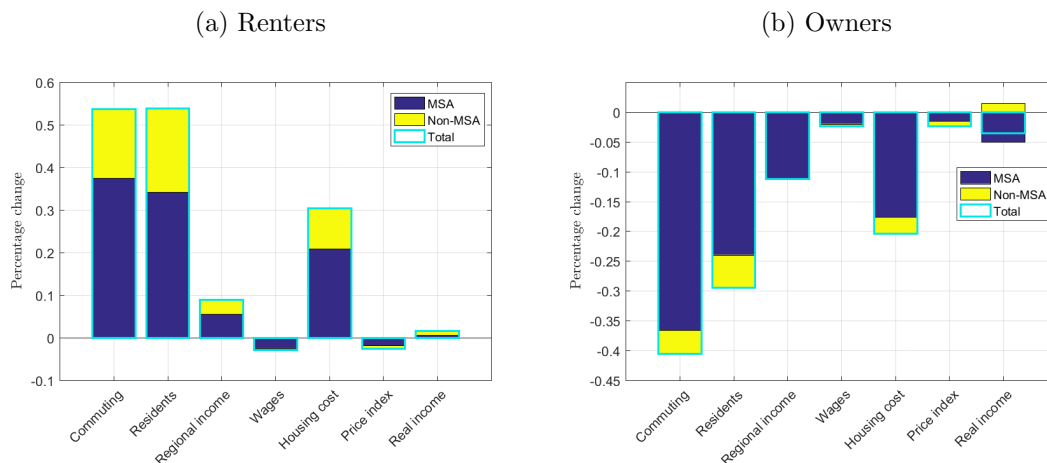 (a) Renters
Percentage change
0.6
0.5
0.4
0.3
0.2
0.1
0
-0.1
MSA
Non-MSA
Total
Commuting
Residents
Regional income
Wages
Housing cost
Price index
Real income
(b) Owners
Percentage change
0
-0.05
-0.1
-0.15
-0.2
-0.25
-0.3
-0.35
-0.4
-0.45
MSA
Non-MSA
Total
Commuting
Residents
Regional income
Wages
Housing cost
Price index
Real income